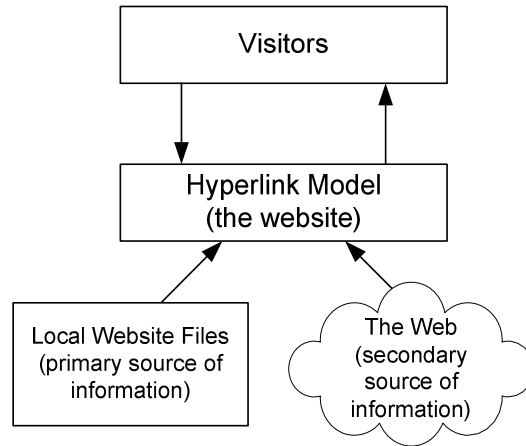 Visitors
Hyperlink Model
(the website)
Local Website Files
(primary source of
information)
The Web
(secondary
source of
information)